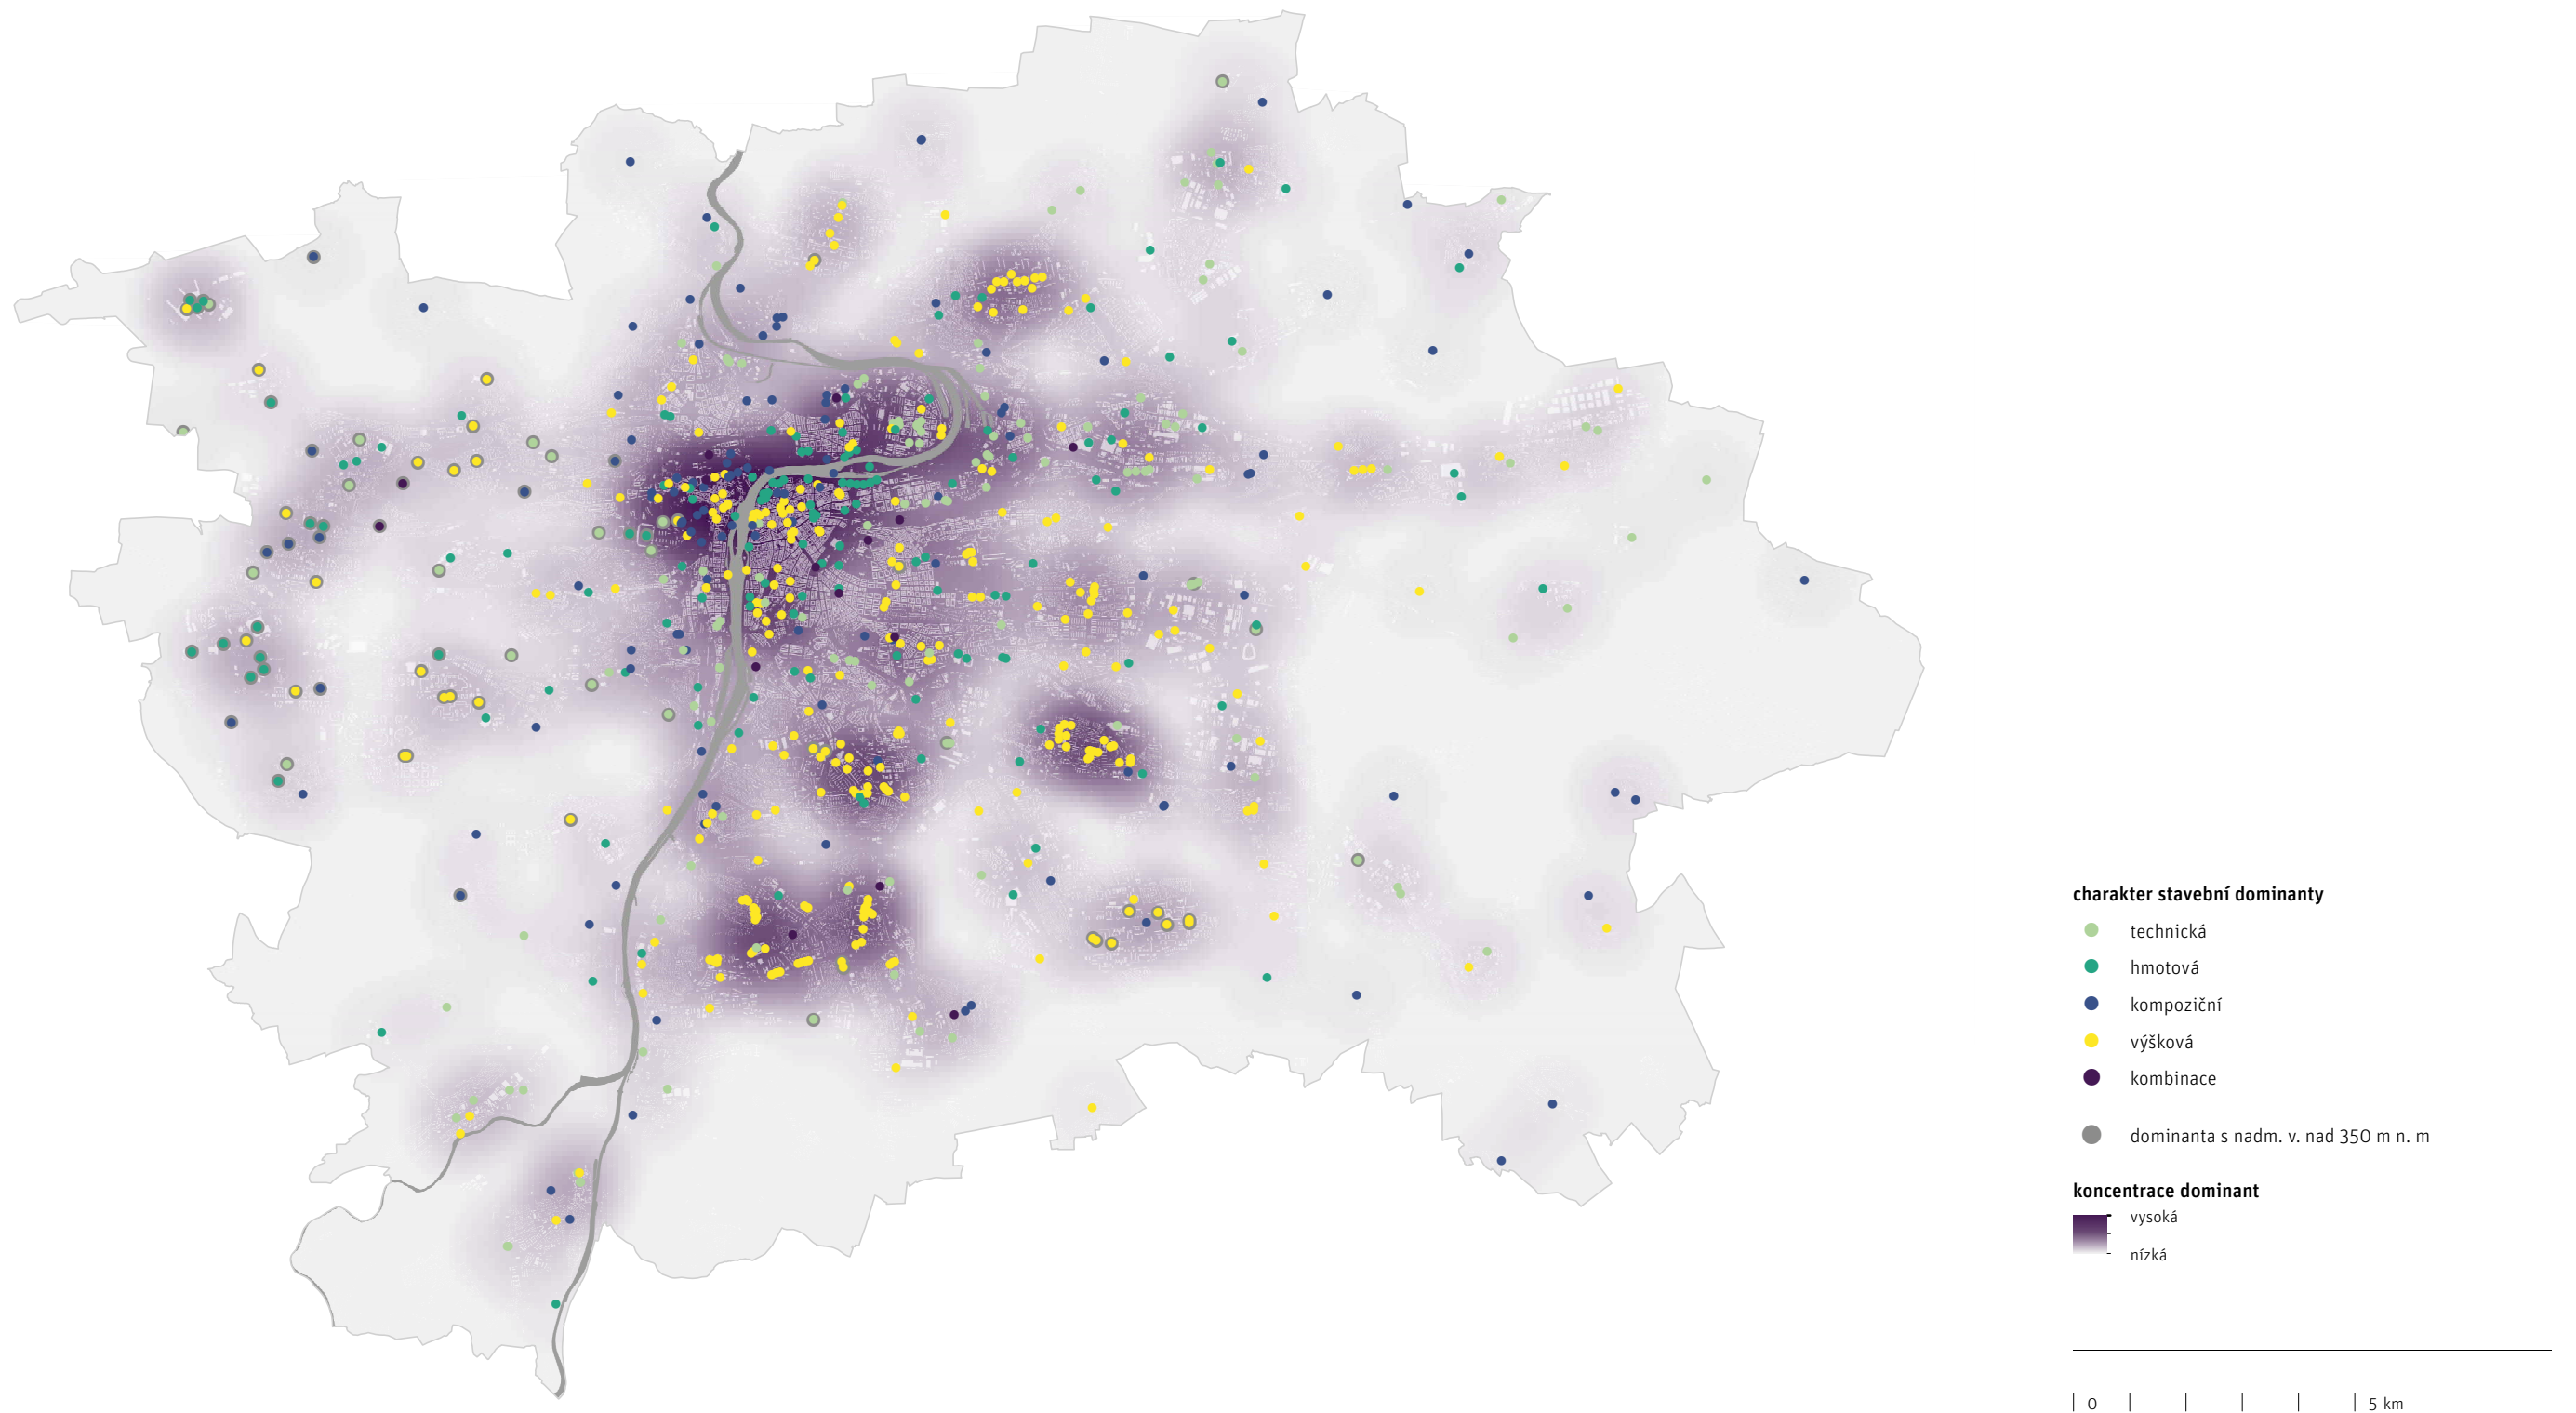 charakter stavební dominanty
technická
hmotová
kompoziční
výšková
kombinace
dominanta s nadm. v. nad 350 m n. m
koncentrace dominant
vysoká
nízká
0 5 km